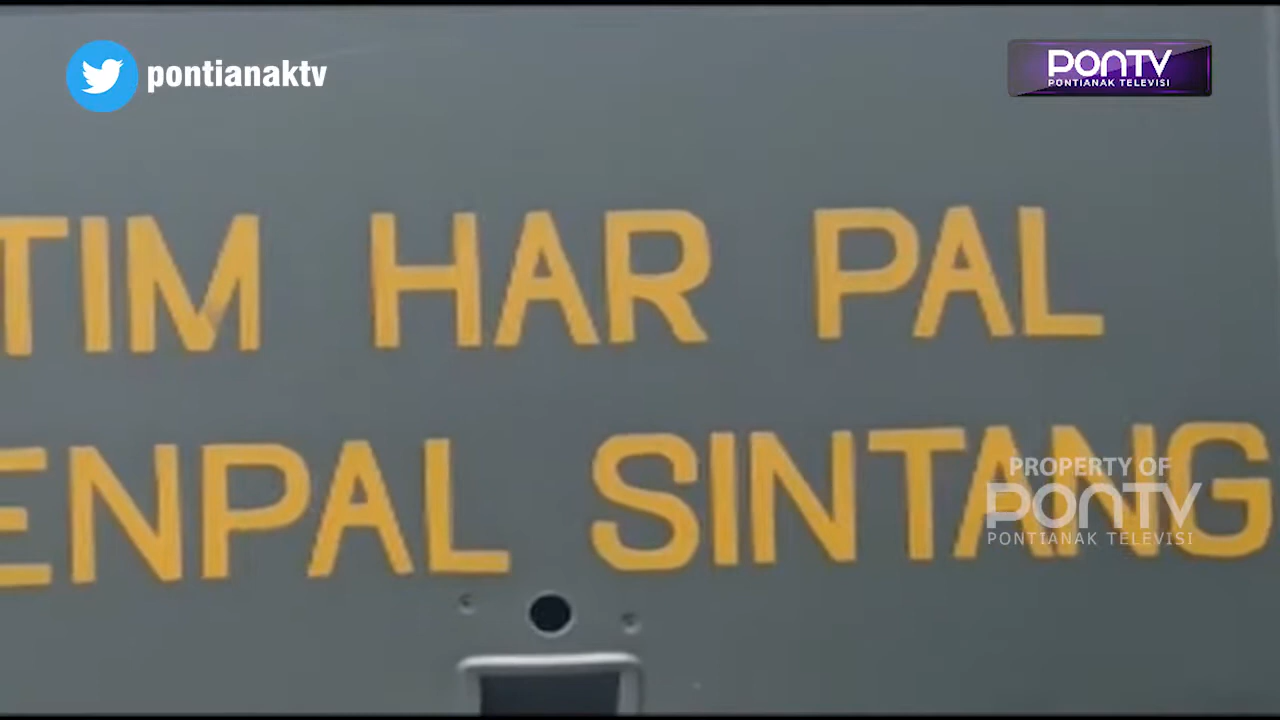 pontianaktv
PONTV
PONTIANAK TELEVISI
TIM HAR PAL
ENPAL SINTANG
PROPERTY OF
PONTV
PONTIANAK TELEVISI